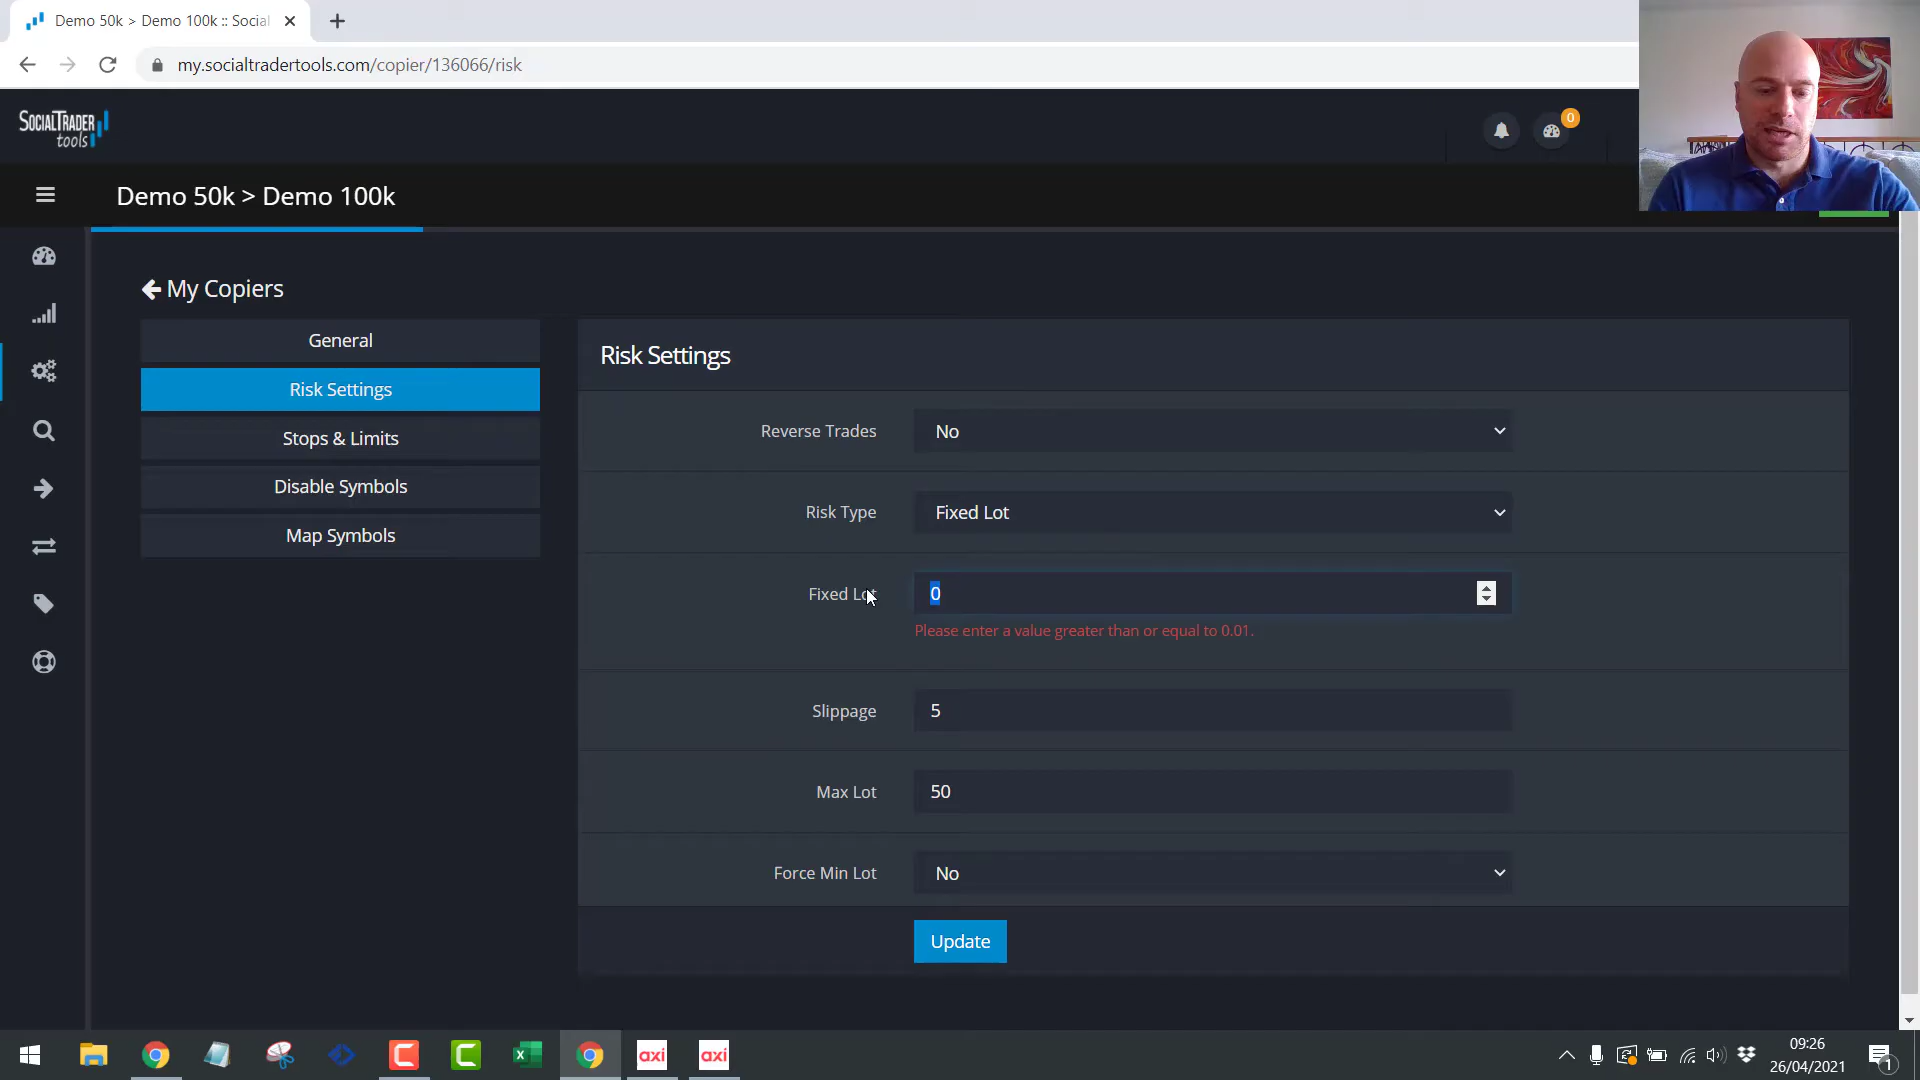 Demo 50k > Demo 100k :: Social
my.socialtradertools.com/copier/136066/risk
SOCIALTRADER
tools
0
Demo 50k > Demo 100k
My Copiers
General
Risk Settings
Stops & Limits
Disable Symbols
Map Symbols
Risk Settings
Reverse Trades
No
Risk Type
Fixed Lot
Fixed Lot
0
Please enter a value greater than or equal to 0.01.
Slippage
5
Max Lot
50
Force Min Lot
No
Update
axi
axi
09:26
26/04/2021
1